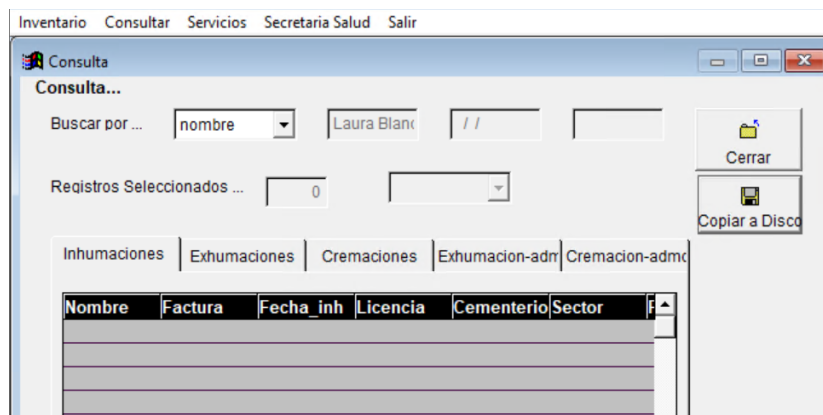 Inventario Consultar Servicios Secretaria Salud Salir
Consulta
Consulta...
Buscar por ... nombre Laura Blanc / /
Cerrar
Registros Seleccionados ... 0
Copiar a Disco
Inhumaciones Exhumaciones Cremaciones Exhumacion-adm Cremacion-admo
Nombre Factura Fecha_inh Licencia Cementerio Sector